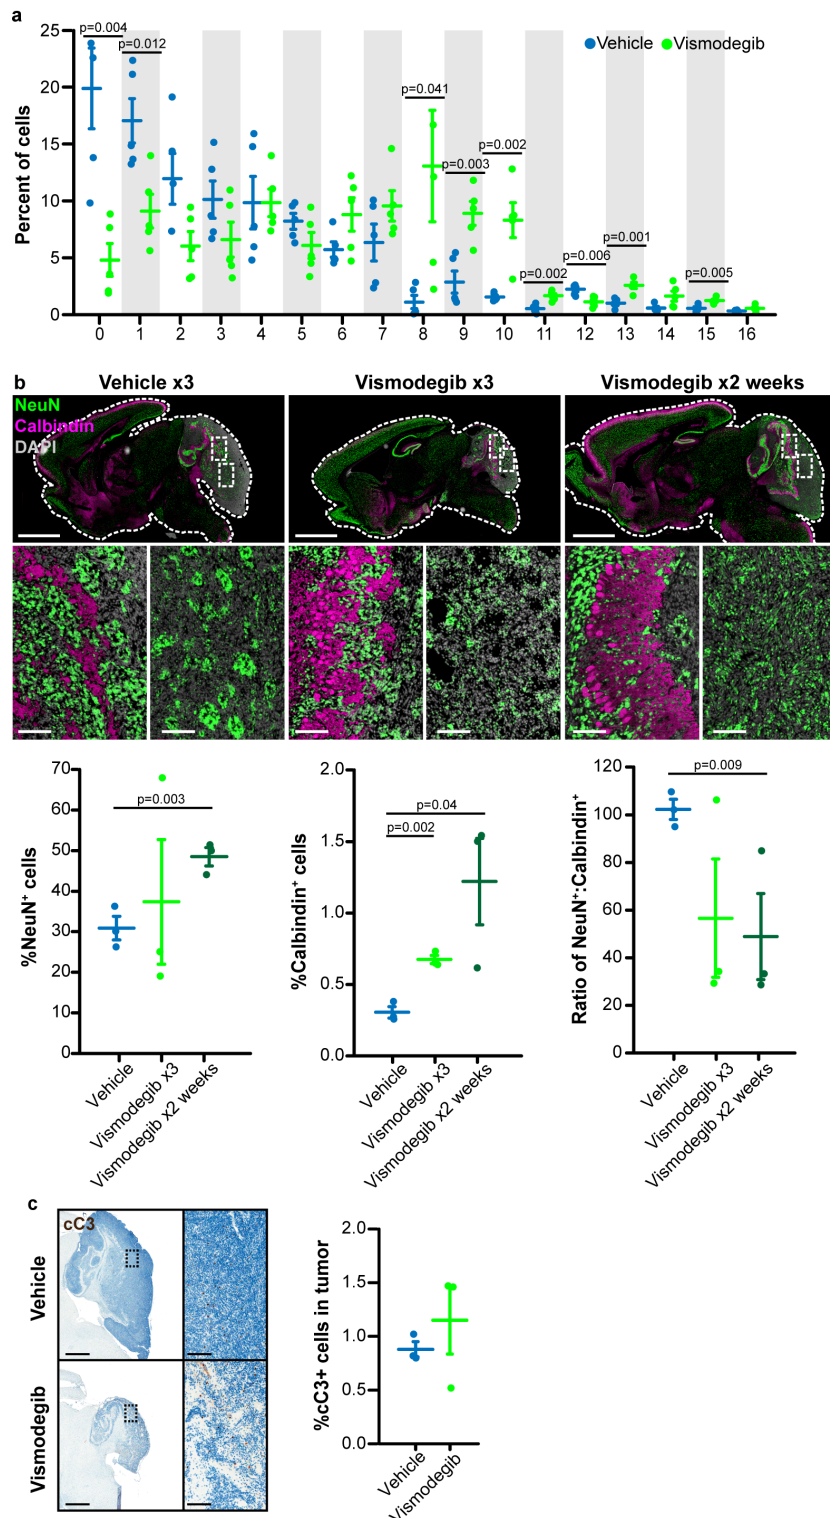 a
p=0.004
p=0.012
p=0.041
p=0.003
p=0.002
p=0.002
p=0.006
p=0.001
p=0.005
Vehicle
Vismodegib
Percent of cells
25
20
15
10
5
0
0 1 2 3 4 5 6 7 8 9 10 11 12 13 14 15 16
b
Vehicle x3
Vismodegib x3
Vismodegib x2 weeks
NeuN
Calbindin
DAPI
%NeuN⁺ cells
70
60
50
40
30
20
10
0
p=0.003
Vehicle
Vismodegib x3
Vismodegib x2 weeks
%Calbindin⁺ cells
2.0
1.5
1.0
0.5
0.0
p=0.04
p=0.002
Vehicle
Vismodegib x3
Vismodegib x2 weeks
Ratio of NeuN⁺:Calbindin⁺
120
100
80
60
40
20
0
p=0.009
Vehicle
Vismodegib x3
Vismodegib x2 weeks
c
cC3
Vehicle
Vismodegib
%cC3+ cells in tumor
2.0
1.5
1.0
0.5
0.0
Vehicle
Vismodegib